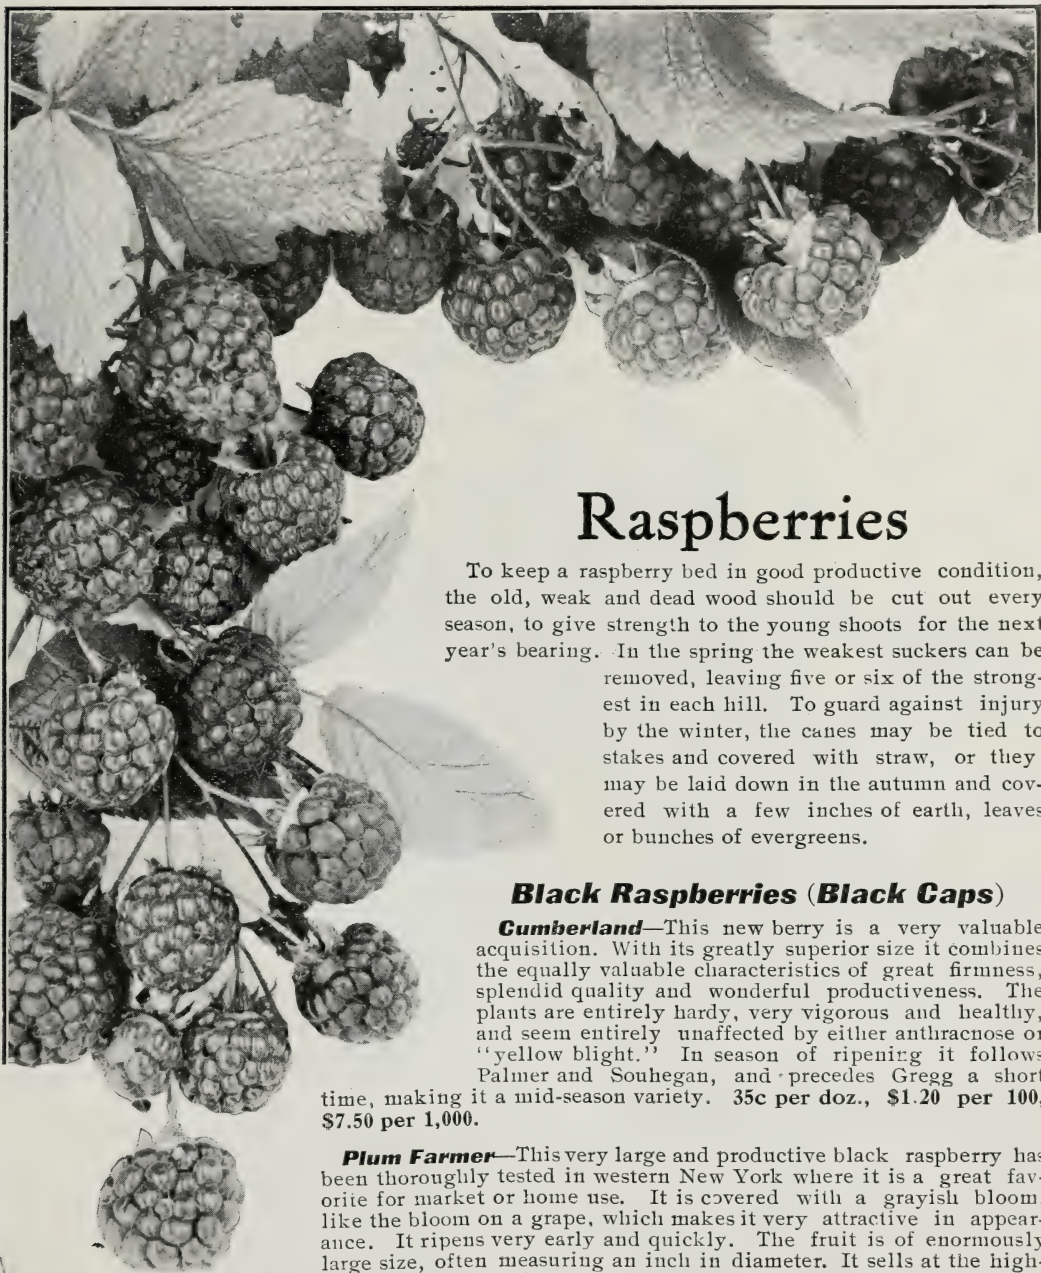 Raspberries
To keep a raspberry bed in good productive condition,
the old, weak and dead wood should be cut out every
season, to give strength to the young shoots for the next
year's bearing. In the spring the weakest suckers can be
removed, leaving five or six of the strong-
est in each hill. To guard against injury
by the winter, the canes may be tied to
stakes and covered with straw, or they
may be laid down in the autumn and cov-
ered with a few inches of earth, leaves
or bunches of evergreens.
Black Raspberries (Black Caps)
Cumberland—This new berry is a very valuable
acquisition. With its greatly superior size it combines
the equally valuable characteristics of great firmness,
splendid quality and wonderful productiveness. The
plants are entirely hardy, very vigorous and healthy,
and seem entirely unaffected by either anthracnose or
"yellow blight." In season of ripening it follows
Palmer and Souhegan, and precedes Gregg a short
time, making it a mid-season variety. 35c per doz., $1.20 per 100,
$7.50 per 1,000.
Plum Farmer—This very large and productive black raspberry has
been thoroughly tested in western New York where it is a great fav-
orite for market or home use. It is covered with a grayish bloom
like the bloom on a grape, which makes it very attractive in appear-
ance. It ripens very early and quickly. The fruit is of enormously
large size, often measuring an inch in diameter. It sells at the high-